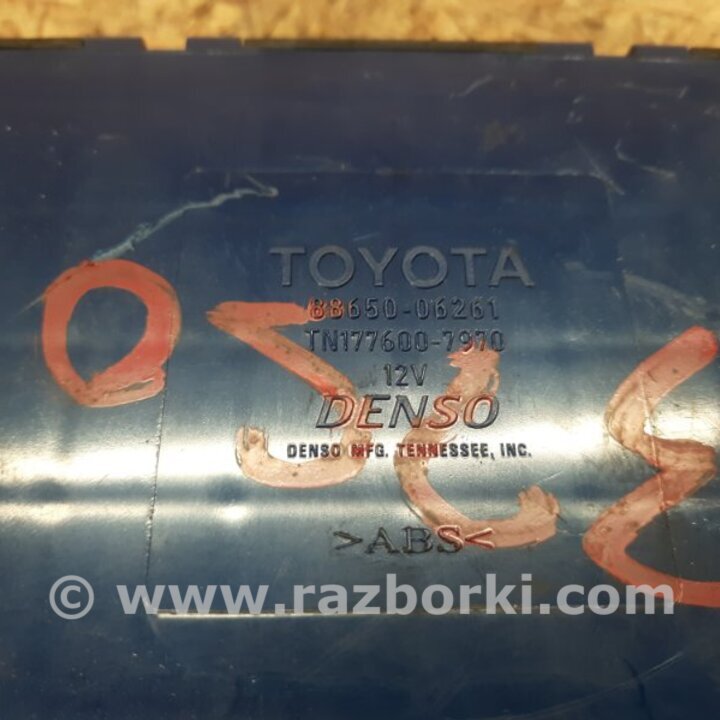 TOYOTA
88650-06261
TN177600-7970
12V
DENSO
DENSO MFG. TENNESSEE, INC.
>ABS<
© www.razborki.com